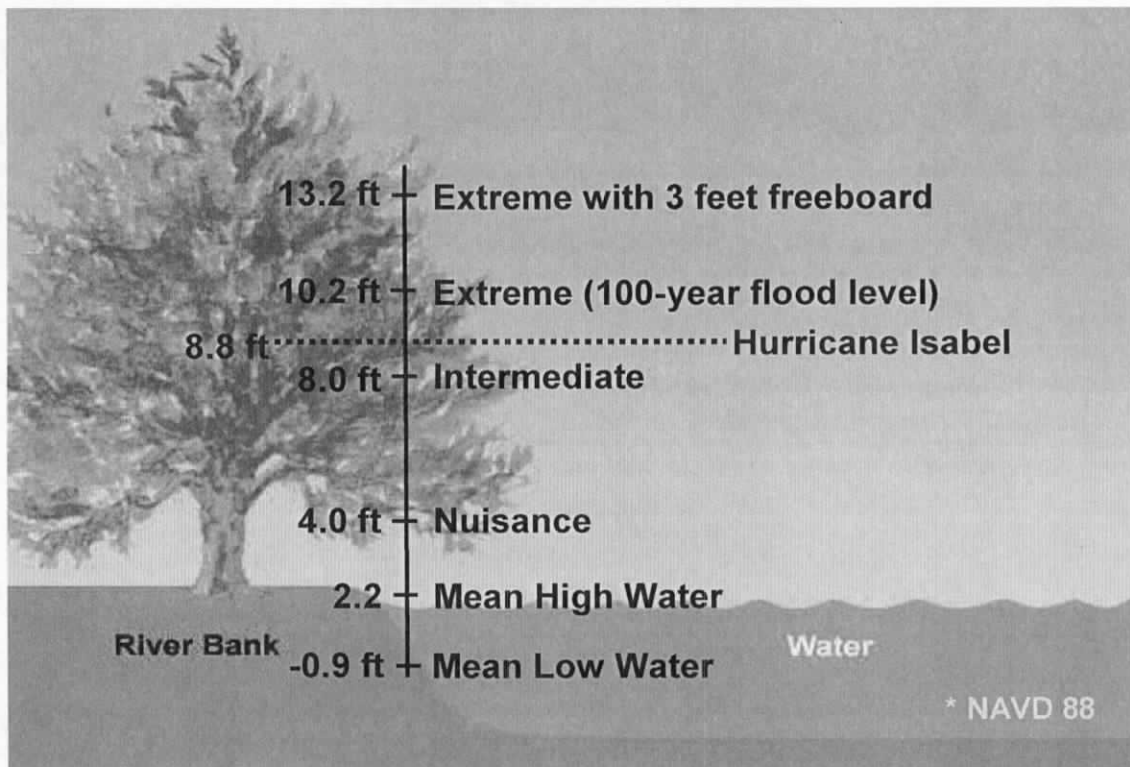 13.2 ft Extreme with 3 feet freeboard
10.2 ft Extreme (100-year flood level)
8.8 ft Hurricane Isabel
8.0 ft Intermediate
4.0 ft Nuisance
2.2 Mean High Water
River Bank Water
-0.9 ft Mean Low Water
* NAVD 88